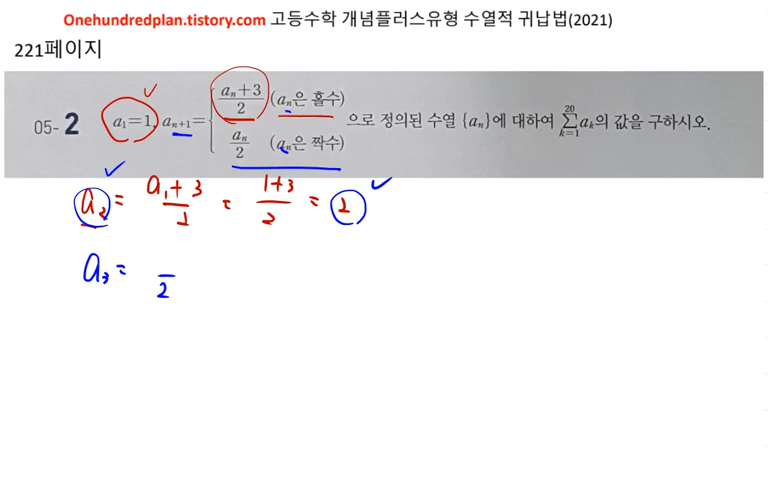 Onehundredplan.tistory.com 고등수학 개념플러스유형 수열적 귀납법(2021)
221페이지
05- 2 a₁=1, aₙ₊₁= { (aₙ+3)/2 (aₙ은 홀수)
aₙ/2 (aₙ은 짝수) 으로 정의된 수열 {aₙ}에 대하여 ∑(k=1 to 20) aₖ의 값을 구하시오.
a₂ = (a₁+3)/2 = (1+3)/2 = 2
a₃ = /2